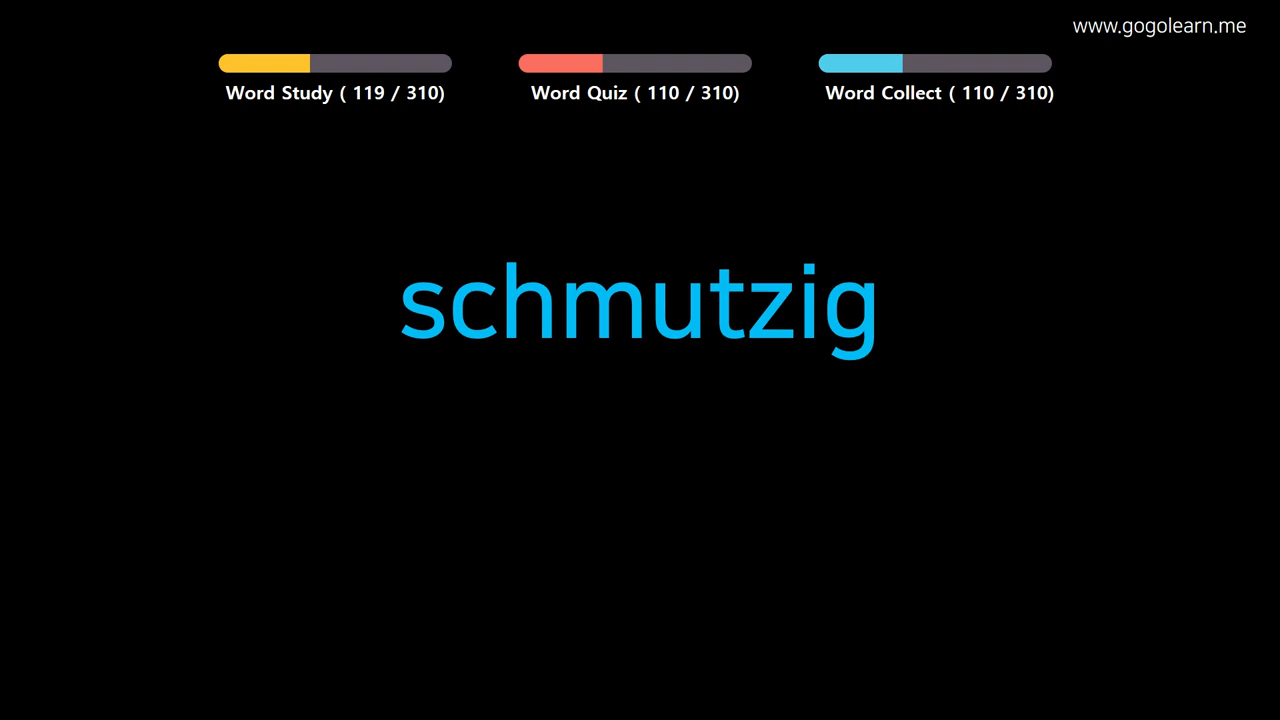 www.gogolearn.me
Word Study ( 119 / 310)
Word Quiz ( 110 / 310)
Word Collect ( 110 / 310)
schmutzig